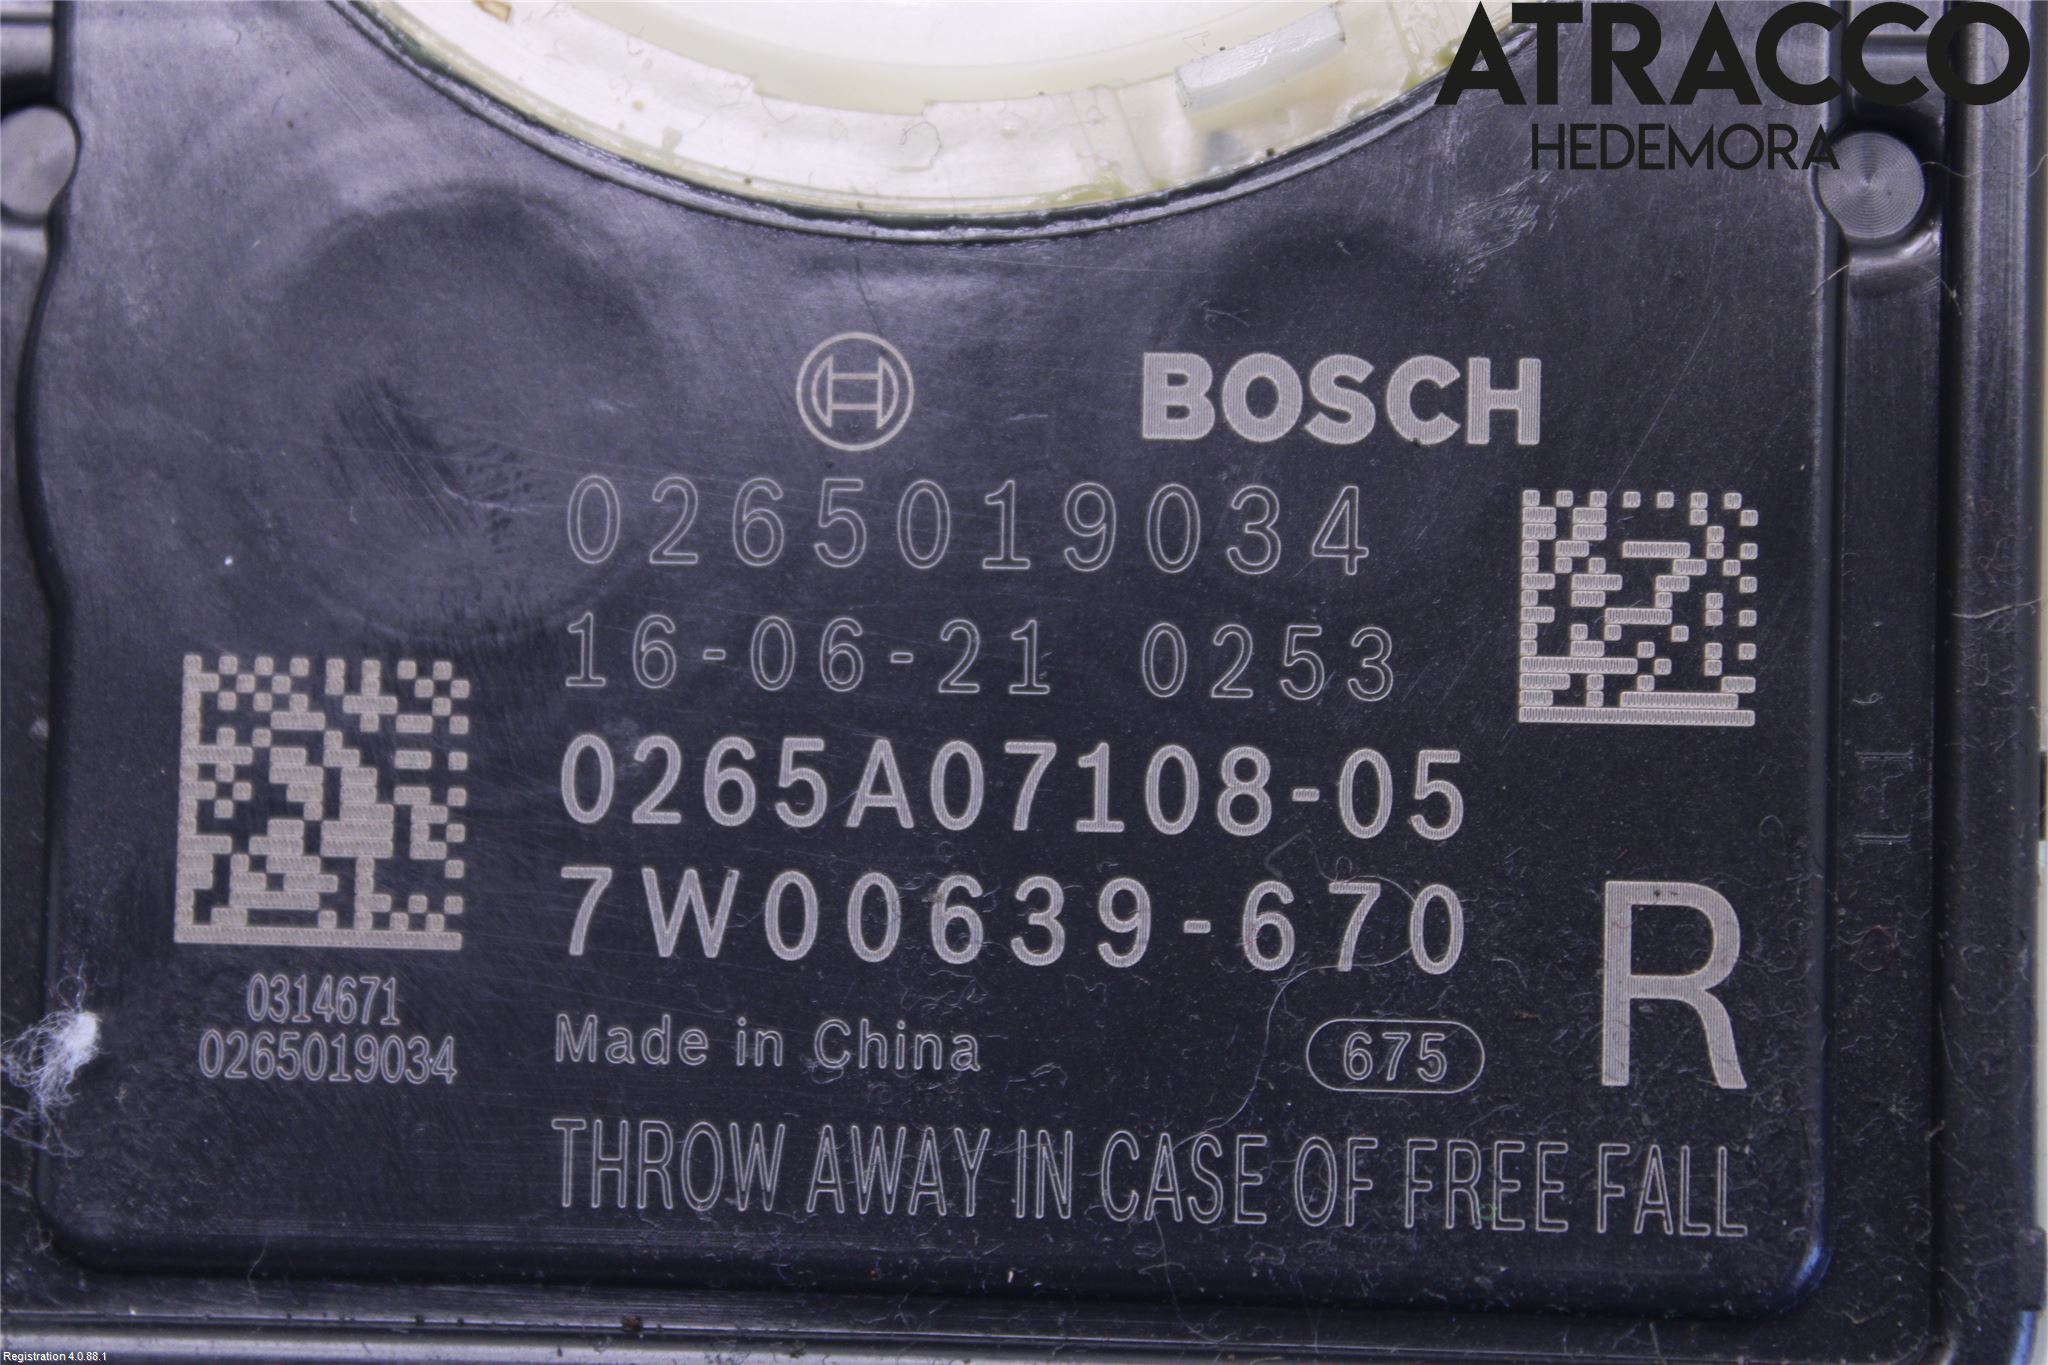 ATRACCO
HEDEMORA
BOSCH
0265019034
16-06-21 0253
0265A07108-05
7W00639-670
R
0314671
0265019034
Made in China
675
THROW AWAY IN CASE OF FREE FALL
Registration 4.0.88.1